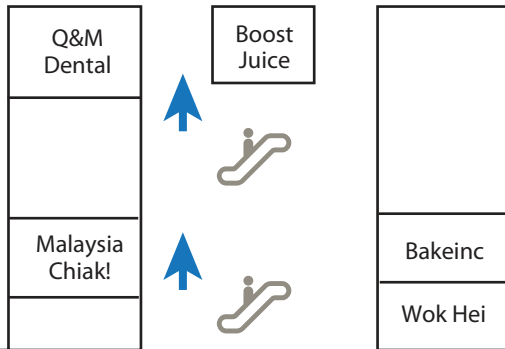 Q&M
Dental
Boost
Juice
Malaysia
Chiak!
Bakeinc
Wok Hei